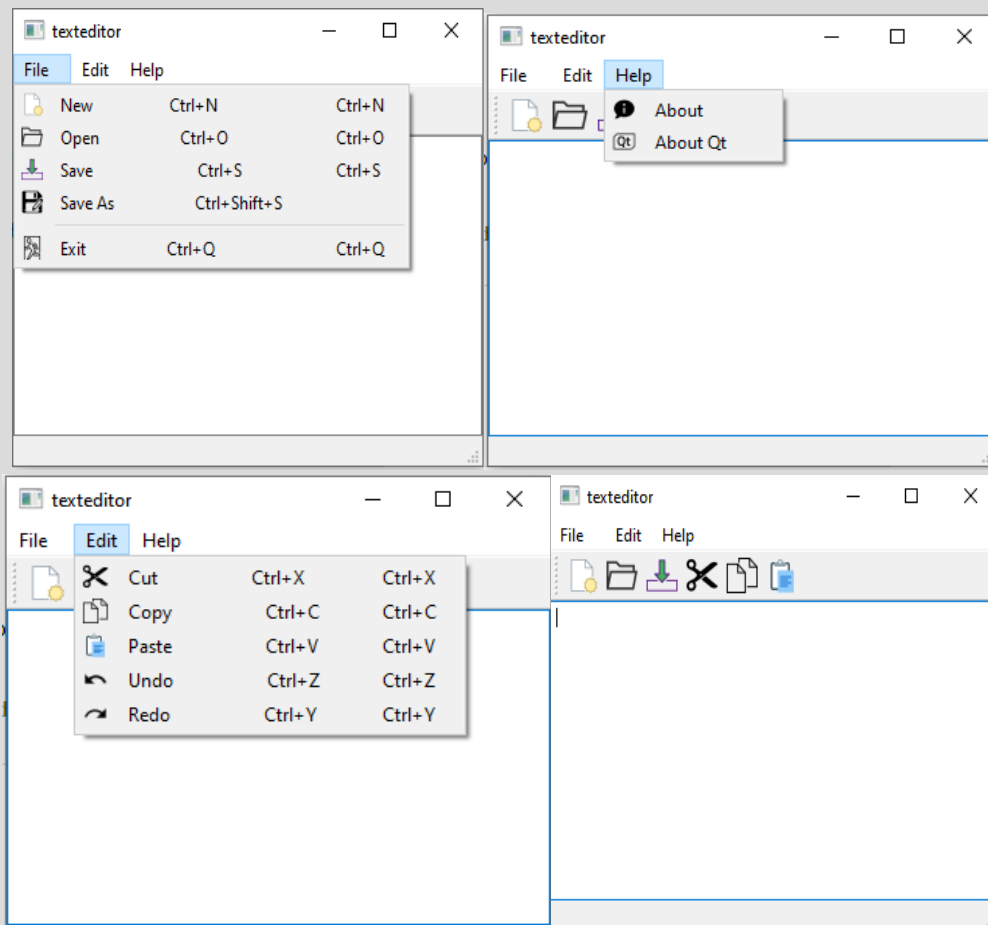 texteditor
File Edit Help
New Ctrl+N Ctrl+N
Open Ctrl+O Ctrl+O
Save Ctrl+S Ctrl+S
Save As Ctrl+Shift+S
Exit Ctrl+Q Ctrl+Q
texteditor
File Edit Help
About
Qt About Qt
texteditor
File Edit Help
Cut Ctrl+X Ctrl+X
Copy Ctrl+C Ctrl+C
Paste Ctrl+V Ctrl+V
Undo Ctrl+Z Ctrl+Z
Redo Ctrl+Y Ctrl+Y
texteditor
File Edit Help